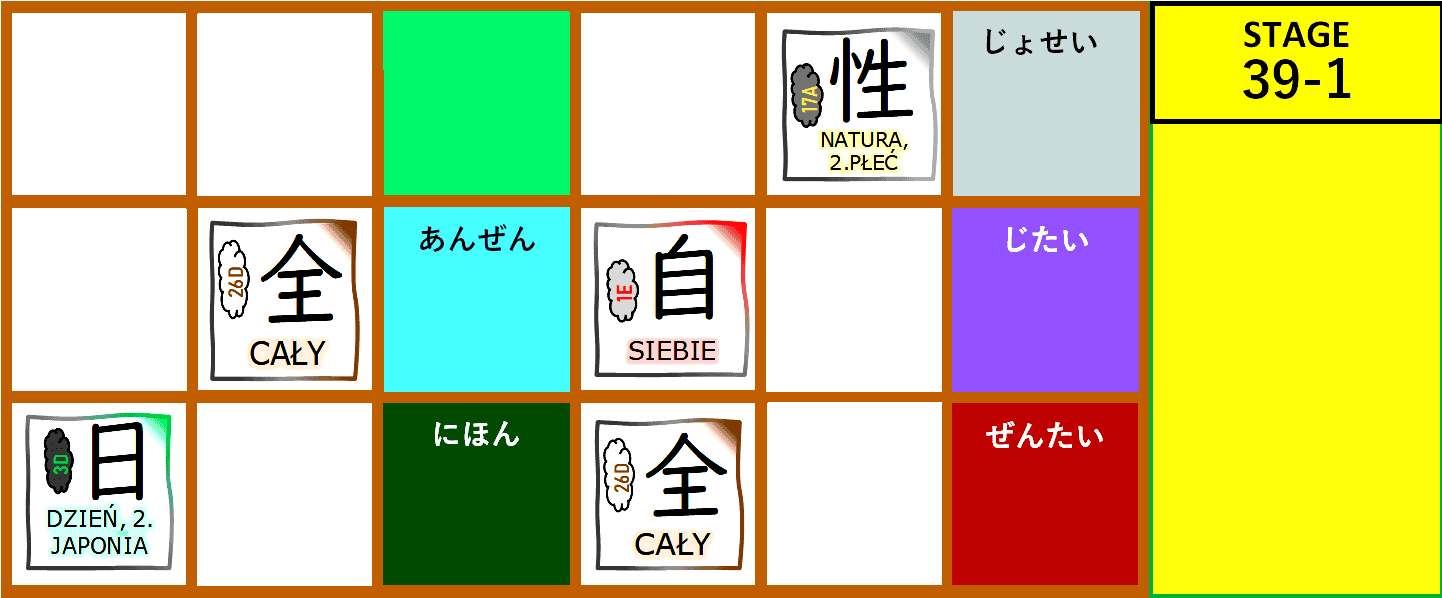 17A
性
NATURA,
2.PŁEĆ
じょせい
STAGE
39-1
26D
全
CAŁY
あんぜん
1E
自
SIEBIE
じたい
3D
日
DZIEŃ, 2.
JAPONIA
にほん
26D
全
CAŁY
ぜんたい